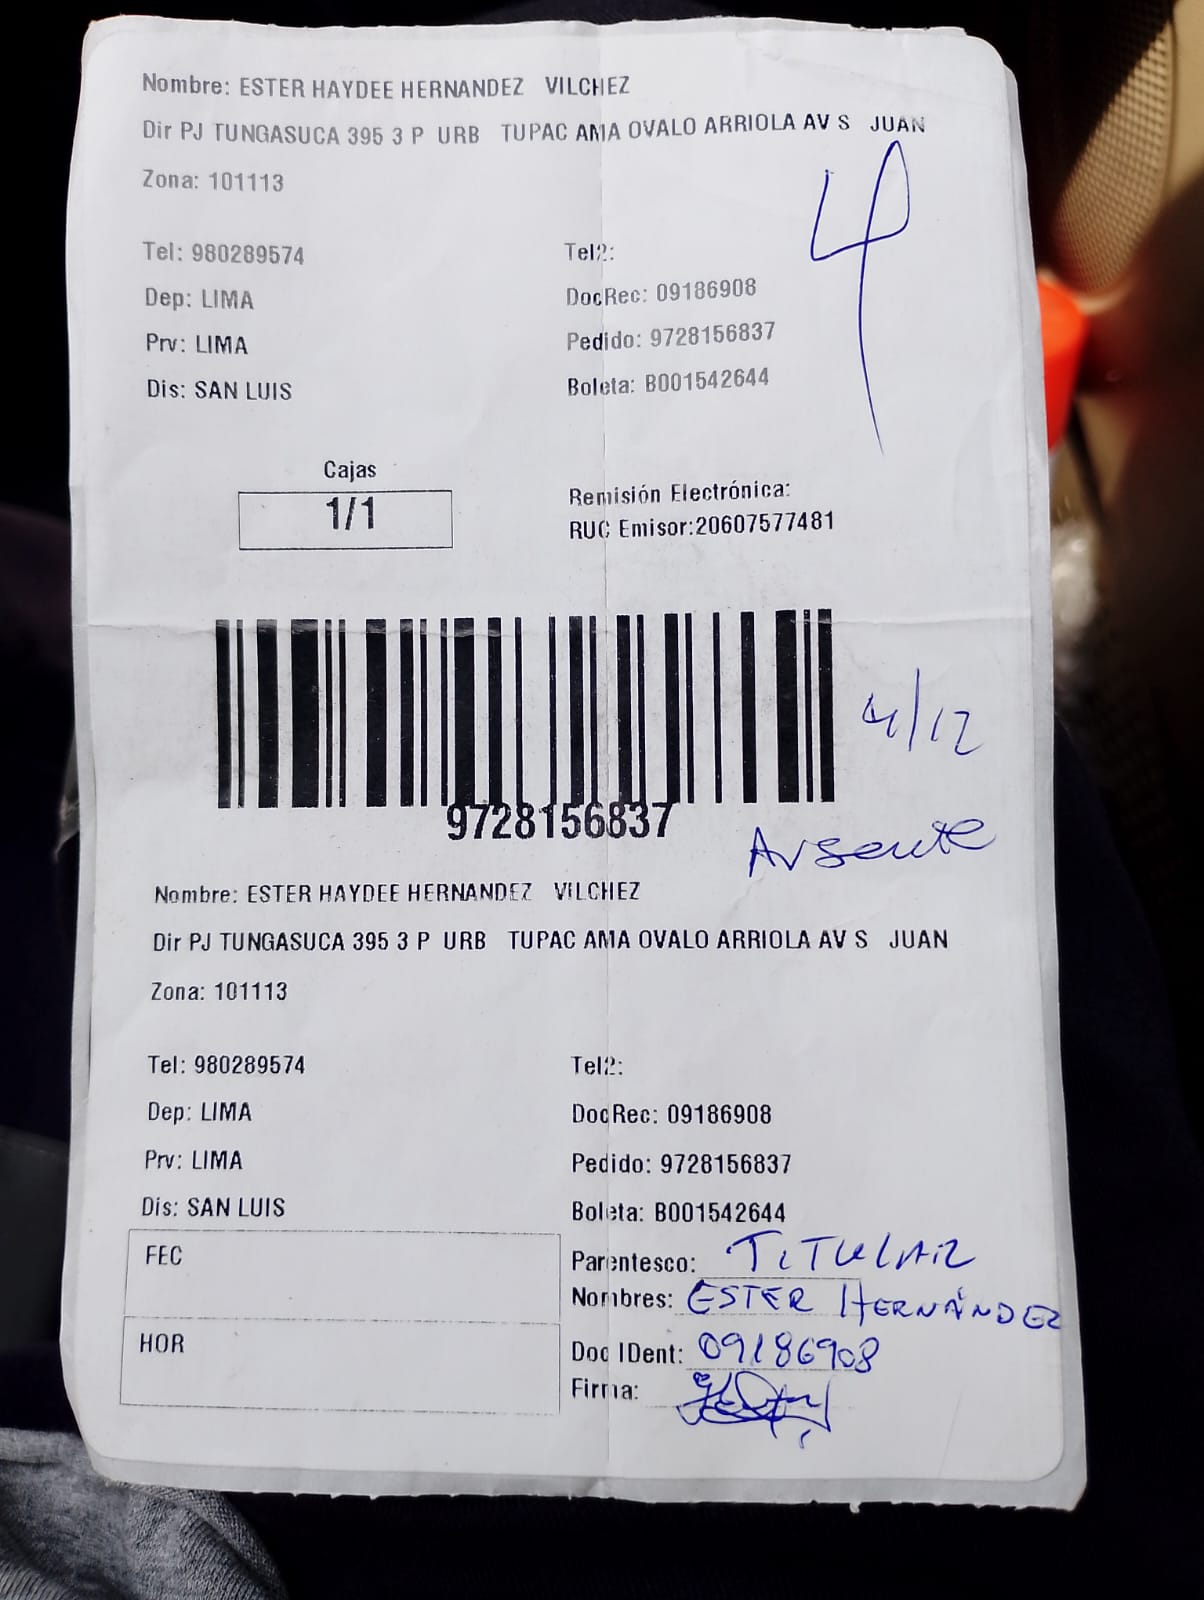 Nombre: ESTER HAYDEE HERNANDEZ VILCHEZ
Dir PJ TUNGASUCA 395 3 P URB TUPAC AMA OVALO ARRIOLA AV S JUAN
Zona: 101113
4
Tel: 980289574 Tel2:
Dep: LIMA DocRec: 09186908
Prv: LIMA Pedido: 9728156837
Dis: SAN LUIS Boleta: B001542644
Cajas
1/1
Remisión Electrónica:
RUC Emisor:20607577481
4/12
9728156837
Ausente
Nombre: ESTER HAYDEE HERNANDEZ VILCHEZ
Dir PJ TUNGASUCA 395 3 P URB TUPAC AMA OVALO ARRIOLA AV S JUAN
Zona: 101113
Tel: 980289574 Tel2:
Dep: LIMA DocRec: 09186908
Prv: LIMA Pedido: 9728156837
Dis: SAN LUIS Boleta: B001542644
FEC
HOR
Parentesco: TITULAR
Nombres: ESTER HERNÁNDEZ
Doc IDent: 09186908
Firma: